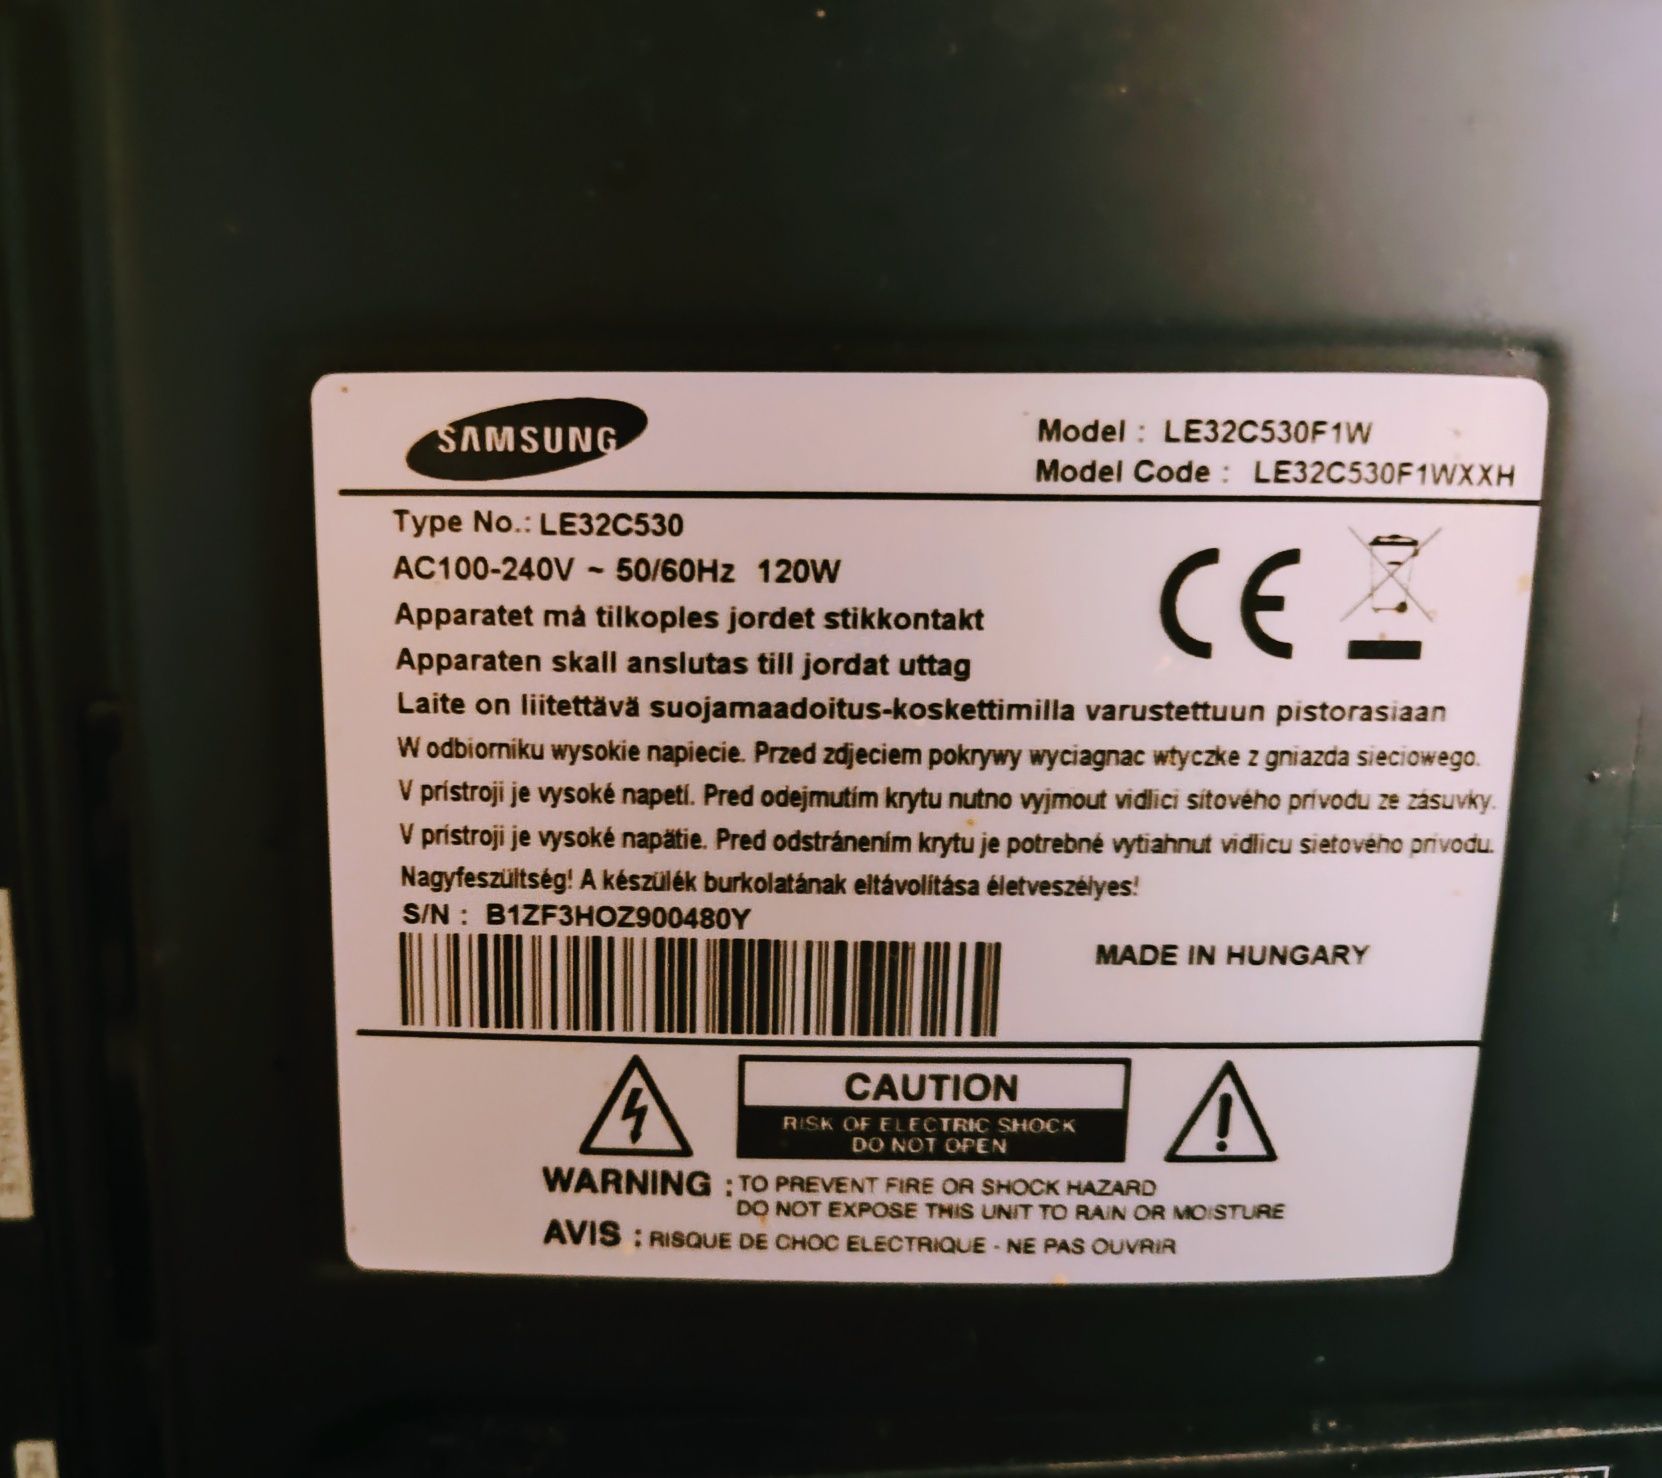 SAMSUNG
Model : LE32C530F1W
Model Code : LE32C530F1WXXH
Type No.: LE32C530
AC100-240V ~ 50/60Hz 120W
Apparatet må tilkoples jordet stikkontakt
Apparaten skall anslutas till jordat uttag
Laite on liitettävä suojamaadoitus-koskettimilla varustettuun pistorasiaan
W odbiorniku wysokie napiecie. Przed zdjeciem pokrywy wyciagnac wtyczke z gniazda sieciowego.
V prístroji je vysoké napetí. Pred odejmutím krytu nutno vyjmout vidlici sítového prívodu ze zásuvky.
V prístroji je vysoké napätie. Pred odstránením krytu je potrebné vytiahnut vidlicu sietového prívodu.
Nagyfeszültség! A készülék burkolatának eltávolítása életveszélyes!
S/N : B1ZF3HOZ900480Y
MADE IN HUNGARY
CE
CAUTION
RISK OF ELECTRIC SHOCK
DO NOT OPEN
WARNING : TO PREVENT FIRE OR SHOCK HAZARD
DO NOT EXPOSE THIS UNIT TO RAIN OR MOISTURE
AVIS : RISQUE DE CHOC ELECTRIQUE - NE PAS OUVRIR